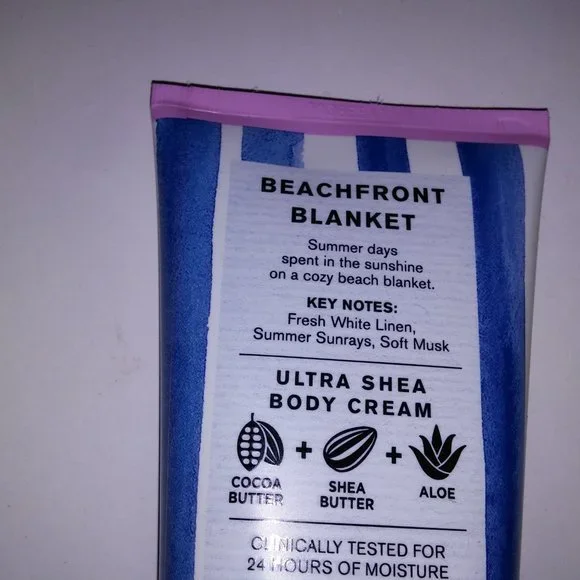 BEACHFRONT
BLANKET
Summer days
spent in the sunshine
on a cozy beach blanket.
KEY NOTES:
Fresh White Linen,
Summer Sunrays, Soft Musk
ULTRA SHEA
BODY CREAM
COCOA
BUTTER
+
SHEA
BUTTER
+
ALOE
CLINICALLY TESTED FOR
24 HOURS OF MOISTURE